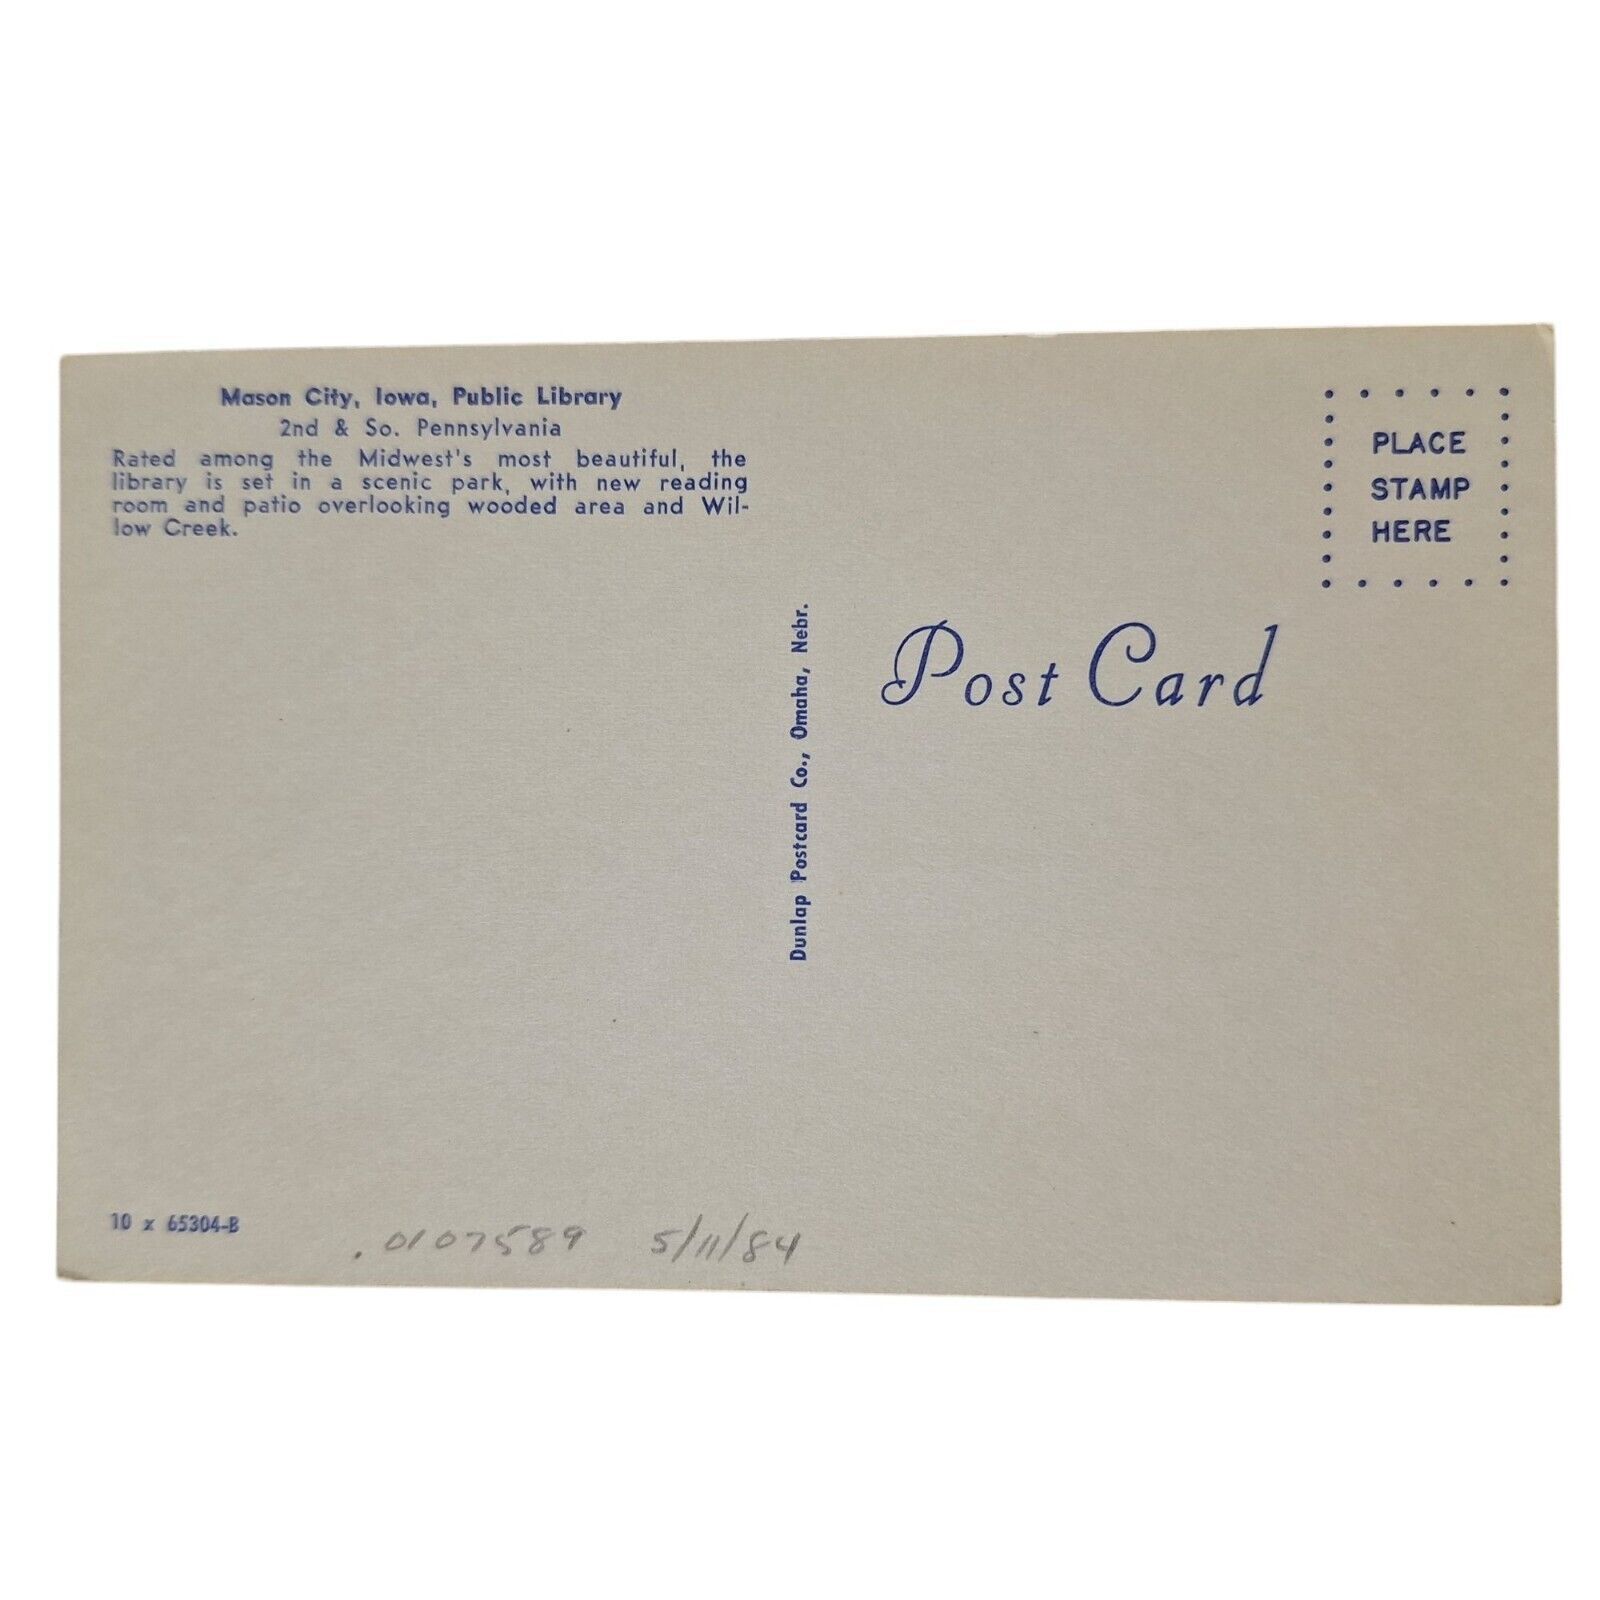 Mason City, Iowa, Public Library
2nd & So. Pennsylvania
Rated among the Midwest's most beautiful, the
library is set in a scenic park, with new reading
room and patio overlooking wooded area and Wil-
low Creek.
PLACE
STAMP
HERE
Post Card
Dunlap Postcard Co., Omaha, Nebr.
10 x 65304-B
.0107589 5/11/84